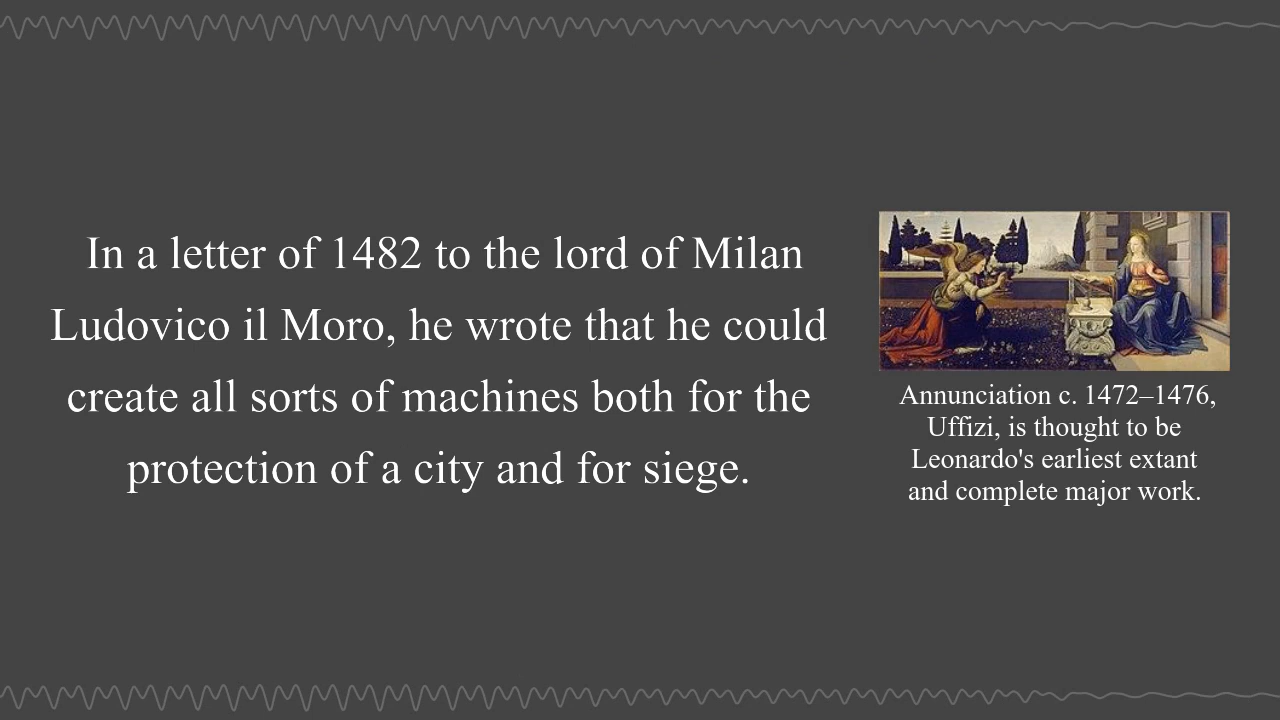 In a letter of 1482 to the lord of Milan
Ludovico il Moro, he wrote that he could
create all sorts of machines both for the
protection of a city and for siege.
Annunciation c. 1472–1476,
Uffizi, is thought to be
Leonardo's earliest extant
and complete major work.